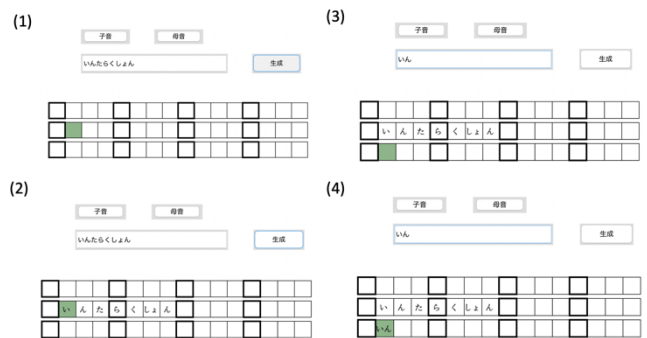 (1)
子音 母音
いんたらくしょん 生成
(2)
子音 母音
いんたらくしょん 生成
い ん た ら く しょ ん
(3)
子音 母音
いん 生成
い ん た ら く しょ ん
(4)
子音 母音
いん 生成
い ん た ら く しょ ん
いん